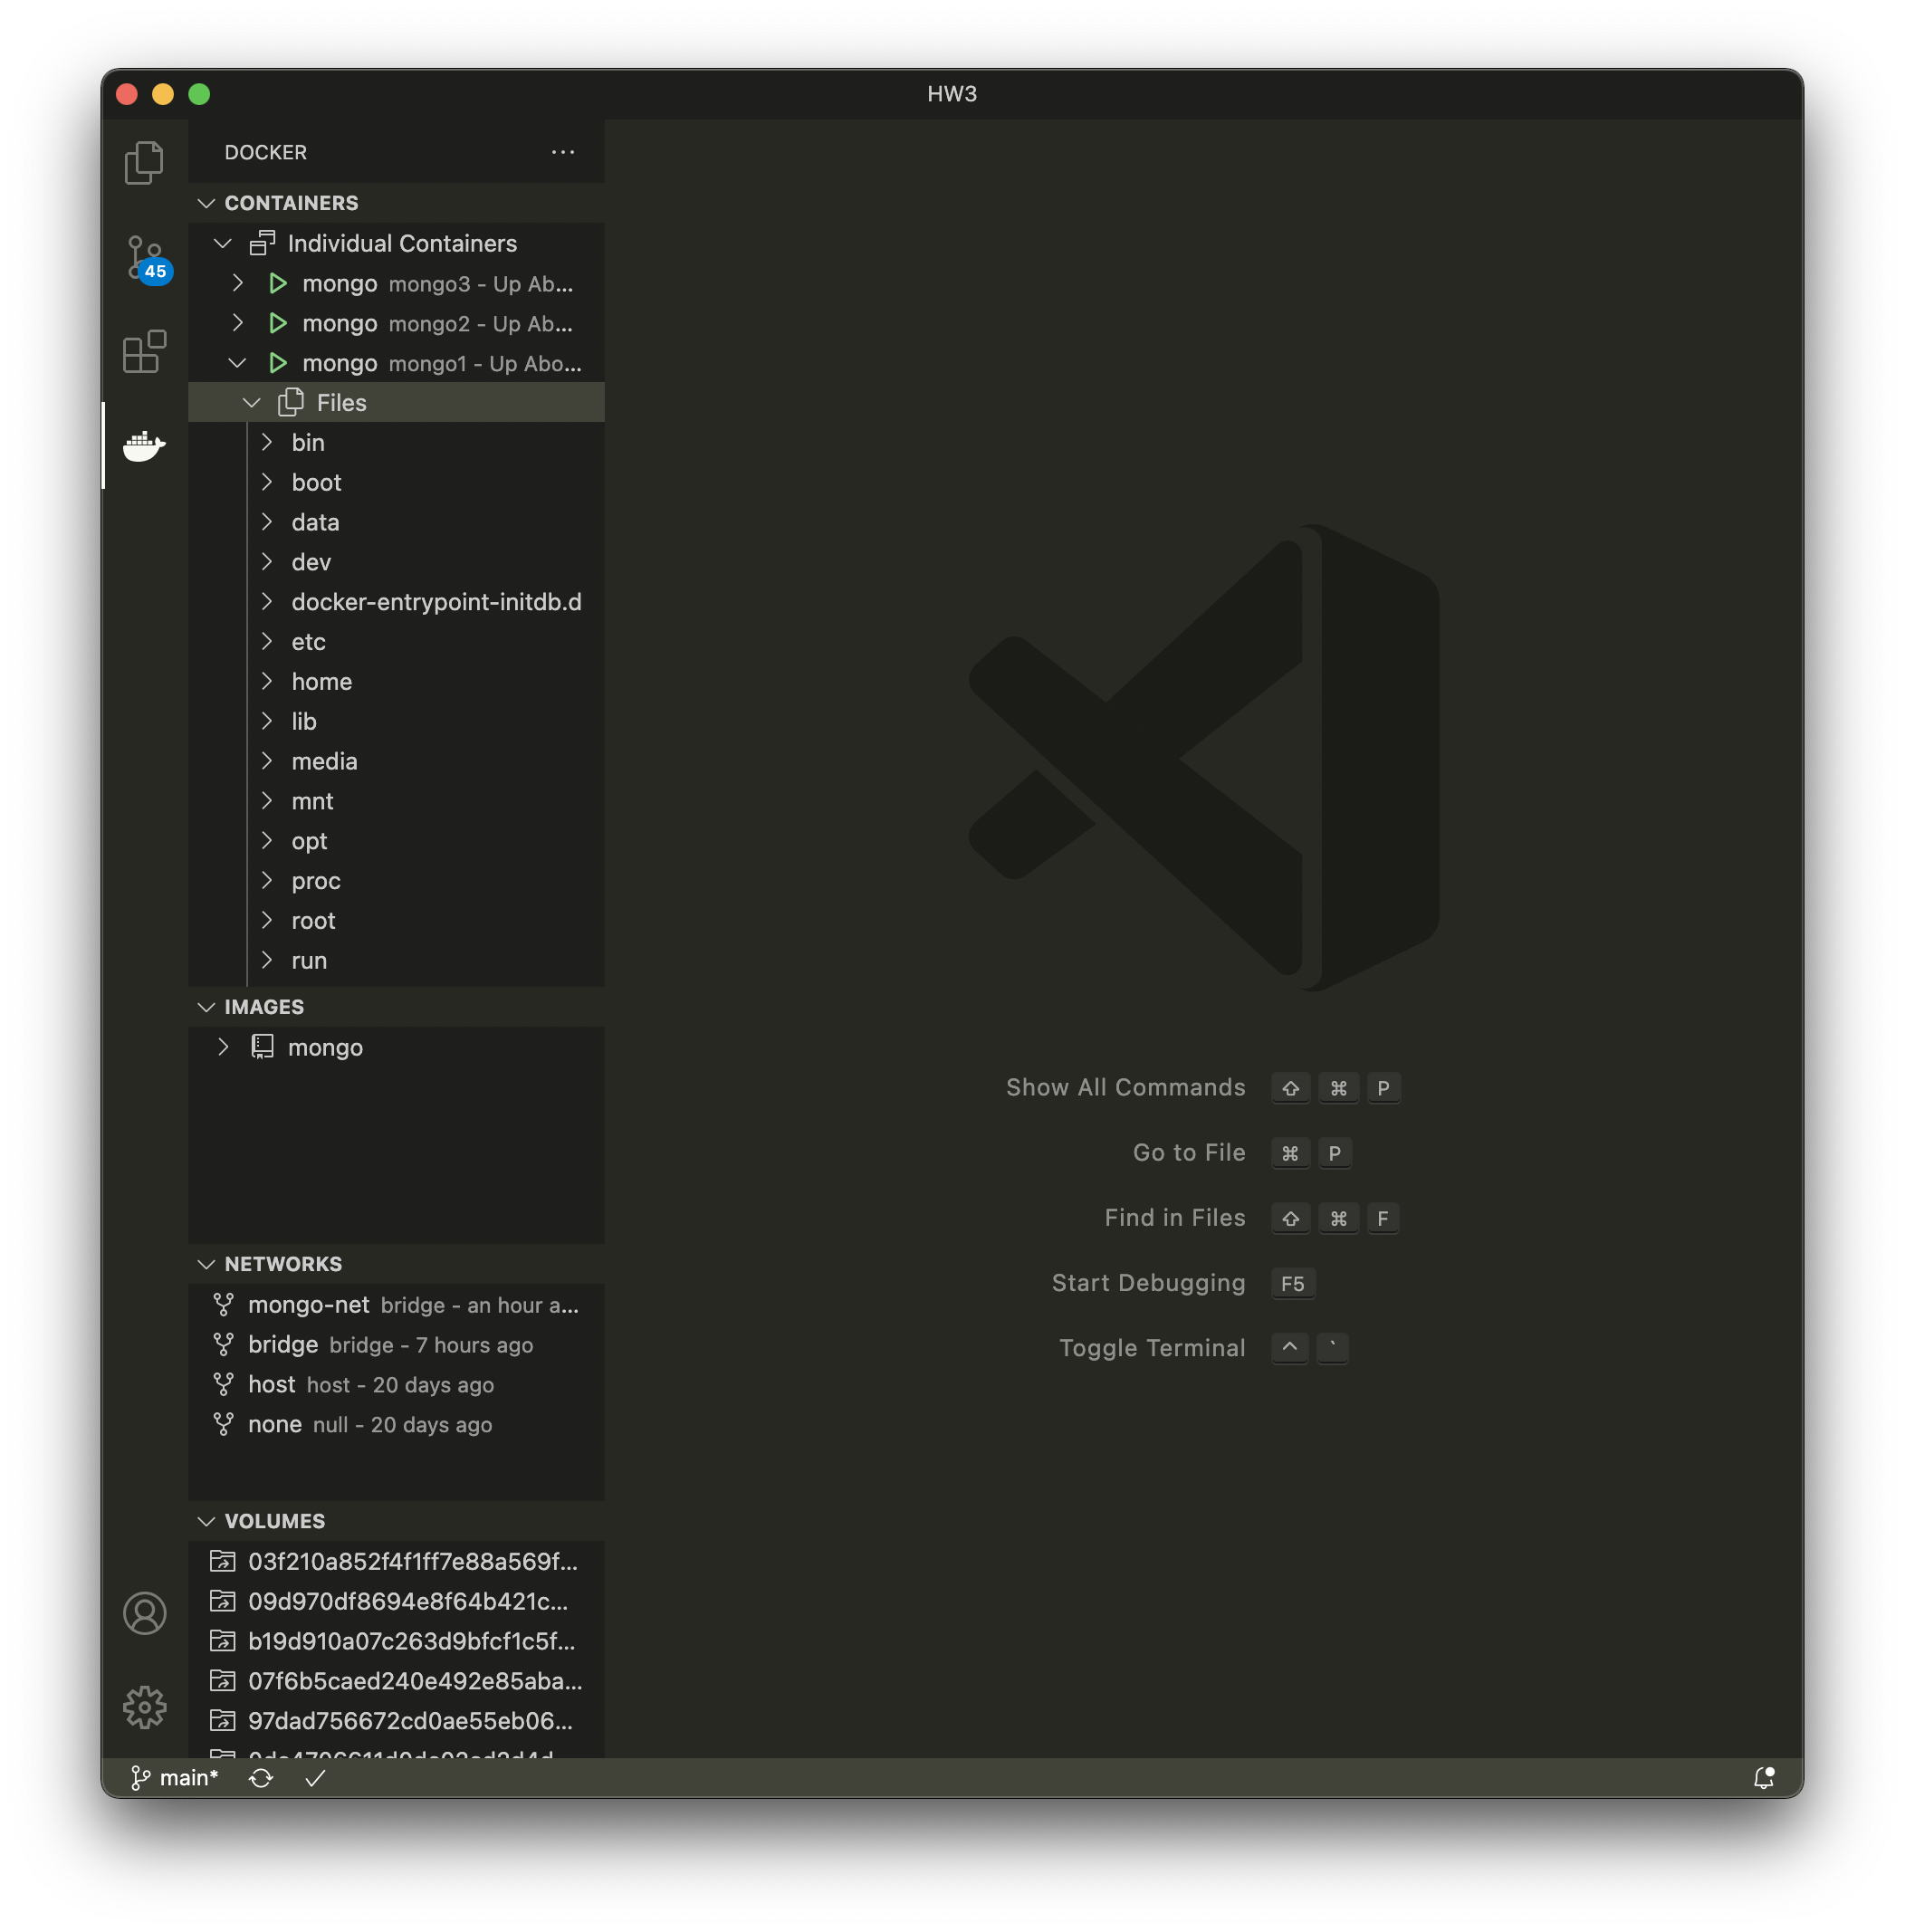 HW3
DOCKER
CONTAINERS
Individual Containers
mongo mongo3 - Up Ab...
mongo mongo2 - Up Ab...
mongo mongo1 - Up Abo...
Files
bin
boot
data
dev
docker-entrypoint-initdb.d
etc
home
lib
media
mnt
opt
proc
root
run
IMAGES
mongo
NETWORKS
mongo-net bridge - an hour a...
bridge bridge - 7 hours ago
host host - 20 days ago
none null - 20 days ago
VOLUMES
03f210a852f4f1ff7e88a569f...
09d970df8694e8f64b421c...
b19d910a07c263d9bfcf1c5f...
07f6b5caed240e492e85aba...
97dad756672cd0ae55eb06...
45
Show All Commands ⇧ ⌘ P
Go to File ⌘ P
Find in Files ⇧ ⌘ F
Start Debugging F5
Toggle Terminal ^ `
main*